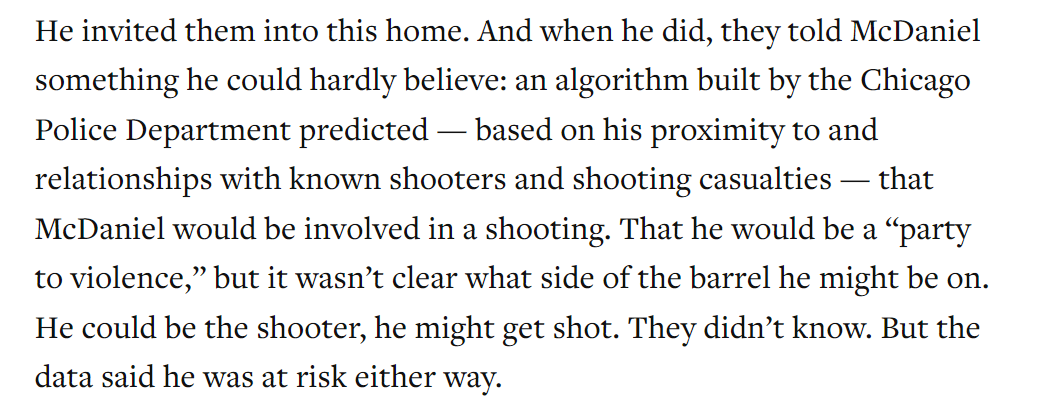 He invited them into this home. And when he did, they told McDaniel
something he could hardly believe: an algorithm built by the Chicago
Police Department predicted — based on his proximity to and
relationships with known shooters and shooting casualties — that
McDaniel would be involved in a shooting. That he would be a “party
to violence,” but it wasn’t clear what side of the barrel he might be on.
He could be the shooter, he might get shot. They didn’t know. But the
data said he was at risk either way.